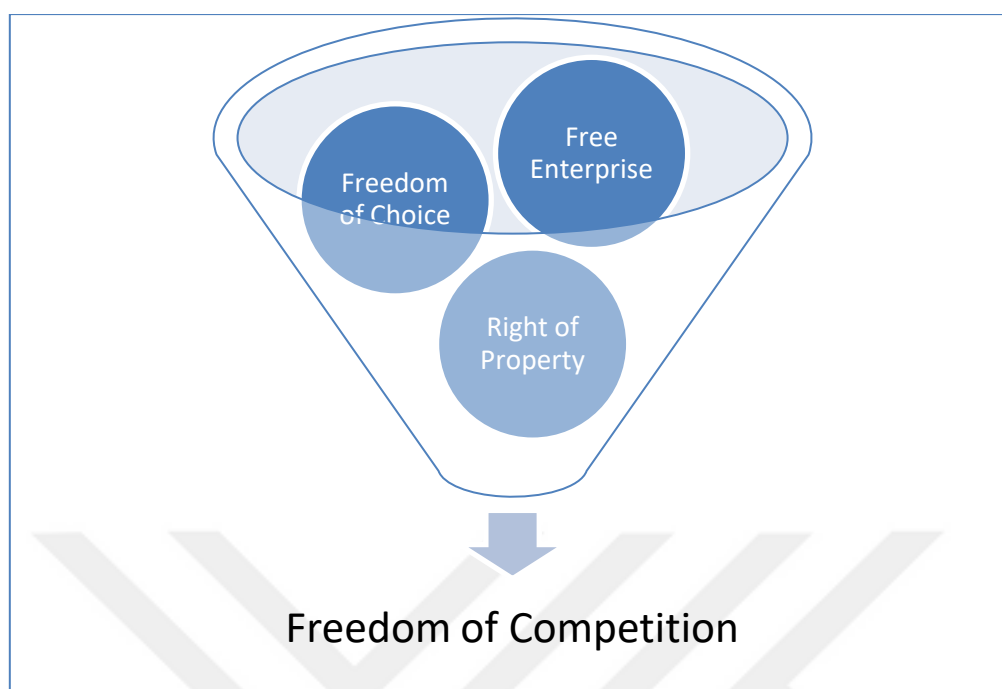 Free
Enterprise
Freedom
of Choice
Right of
Property
Freedom of Competition